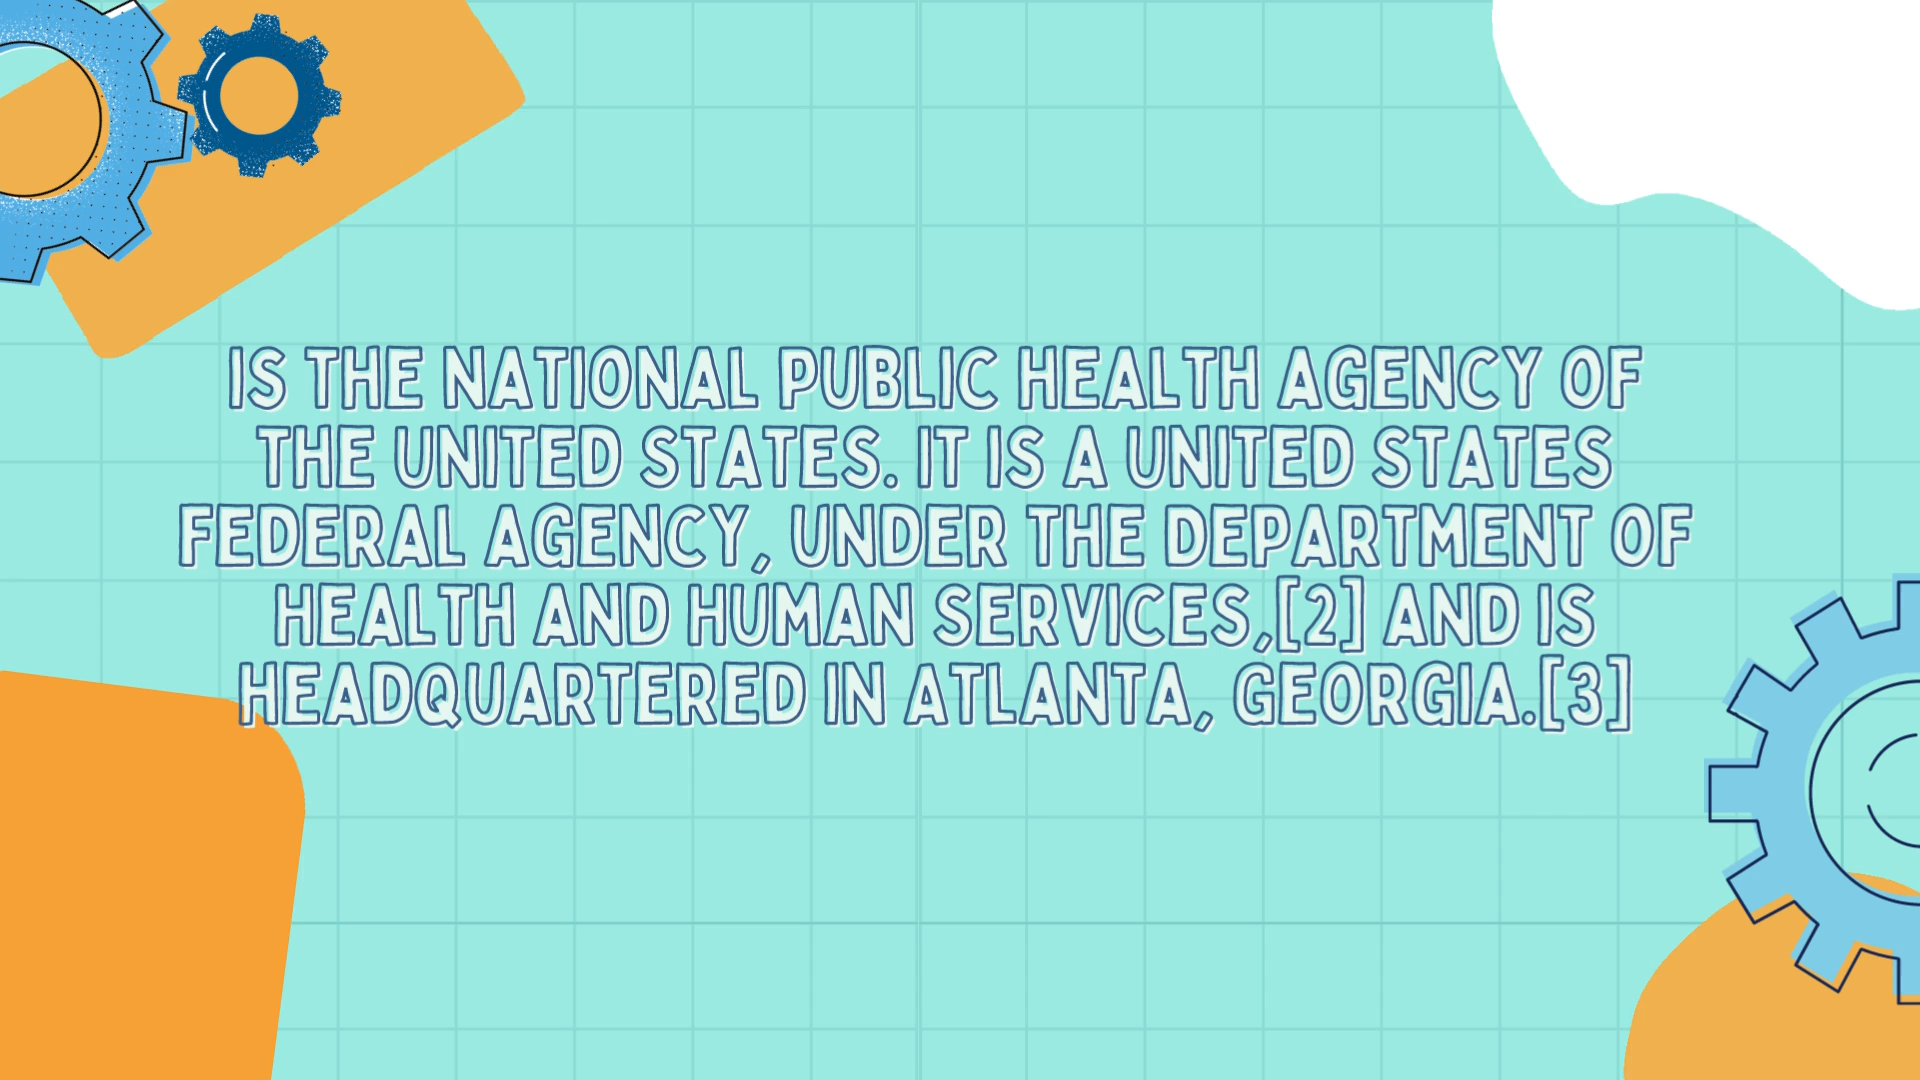 IS THE NATIONAL PUBLIC HEALTH AGENCY OF
THE UNITED STATES. IT IS A UNITED STATES
FEDERAL AGENCY, UNDER THE DEPARTMENT OF
HEALTH AND HUMAN SERVICES,[2] AND IS
HEADQUARTERED IN ATLANTA, GEORGIA.[3]